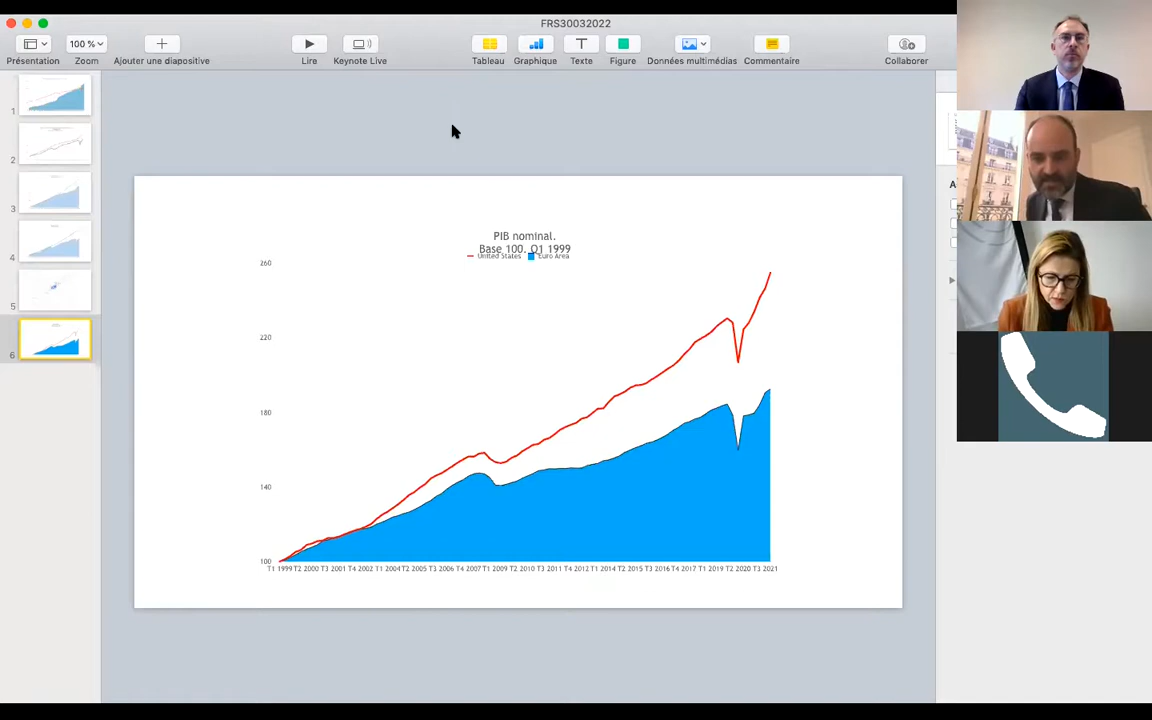 FRS30032022
100 %
Présentation
Zoom
Ajouter une diapositive
Lire
Keynote Live
Tableau
Graphique
Texte
Figure
Données multimédias
Commentaire
Collaborer
1
2
3
4
5
6
A
PIB nominal.
Base 100. Q1 1999
United States
Euro Area
260
220
180
140
100
T1 1999 T2 2000 T3 2001 T4 2002 T1 2004 T2 2005 T3 2006 T4 2007 T1 2009 T2 2010 T3 2011 T4 2012 T1 2014 T2 2015 T3 2016 T4 2017 T1 2019 T2 2020 T3 2021